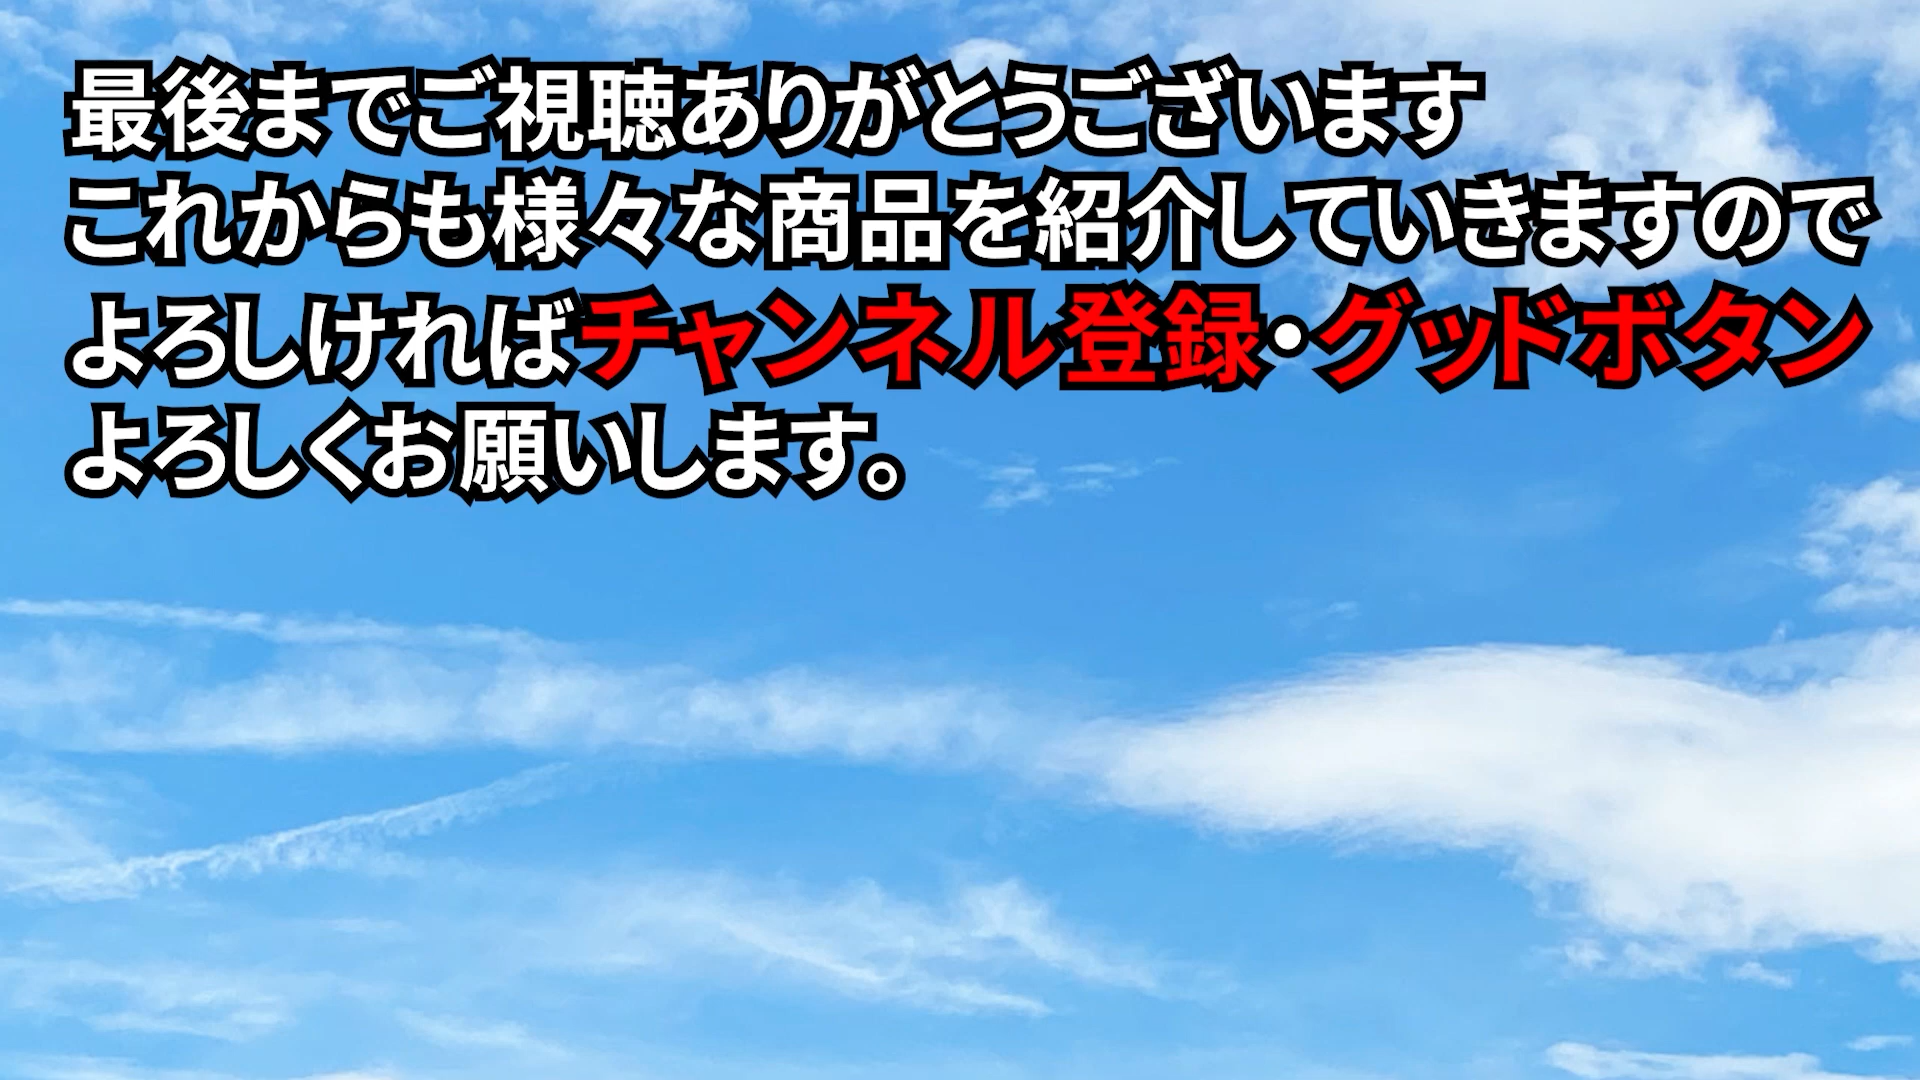 最後までご視聴ありがとうございます
これからも様々な商品を紹介していきますので
よろしければチャンネル登録・グッドボタン
よろしくお願いします。